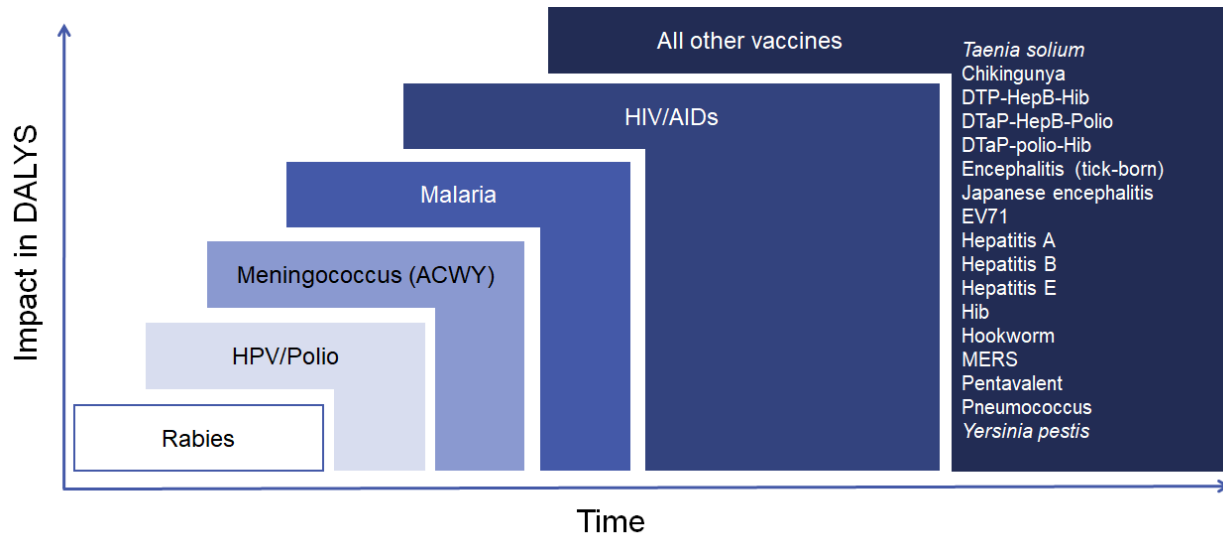 Impact in DALYS
All other vaccines
HIV/AIDs
Malaria
Meningococcus (ACWY)
HPV/Polio
Rabies
Taenia solium
Chikingunya
DTP-HepB-Hib
DTaP-HepB-Polio
DTaP-polio-Hib
Encephalitis (tick-born)
Japanese encephalitis
EV71
Hepatitis A
Hepatitis B
Hepatitis E
Hib
Hookworm
MERS
Pentavalent
Pneumococcus
Yersinia pestis
Time